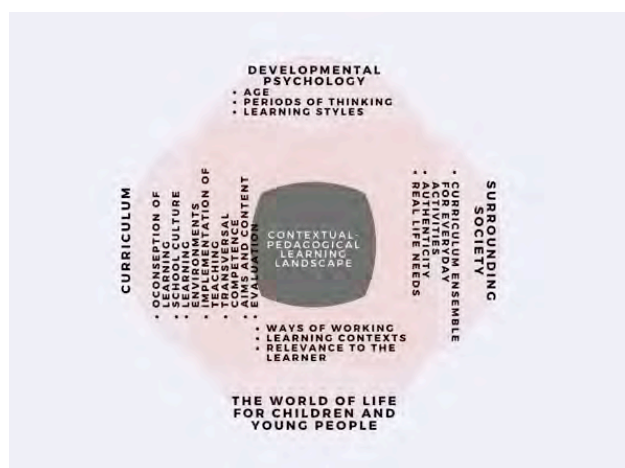 DEVELOPMENTAL
PSYCHOLOGY
• AGE
• PERIODS OF THINKING
• LEARNING STYLES
CURRICULUM
• OCONSEPTION OF
LEARNING
• SCHOOL CULTURE
• LEARNING
ENVIRONMENTS
• IMPLEMENTATION OF
TEACING
• TRANSVERSAL
COMPETENCE
• AIMS AND CONTENT
• EVALUATION
CONTEXTUAL-
PEDAGOGICAL
LEARNING
LANDSCAPE
SURROUNDING
SOCIETY
• CURRICULUM ENSEMBLE
FOR EVERYDAY
ACTIVITIES
• AUTHENTICITY
• REAL LIFE NEEDS
• WAYS OF WORKING
• LEARNING CONTEXTS
• RELEVANCE TO THE
LEARNER
THE WORLD OF LIFE
FOR CHILDREN AND
YOUNG PEOPLE